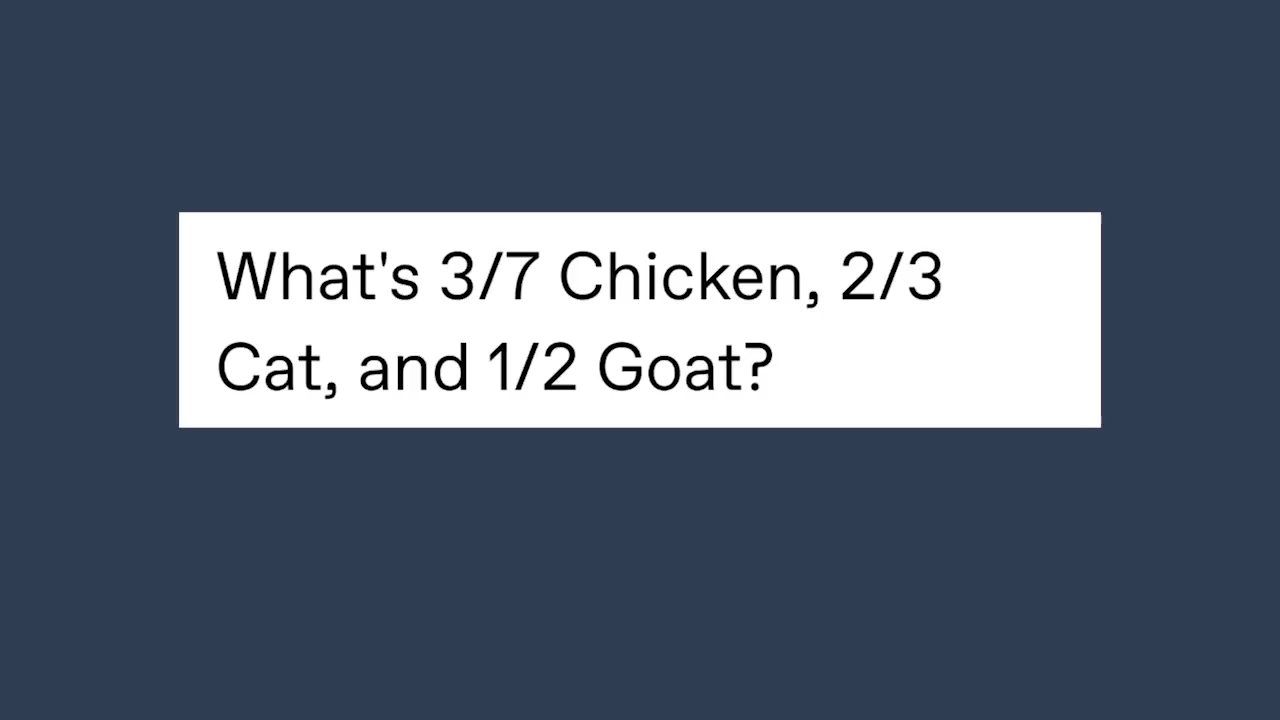 What's 3/7 Chicken, 2/3
Cat, and 1/2 Goat?